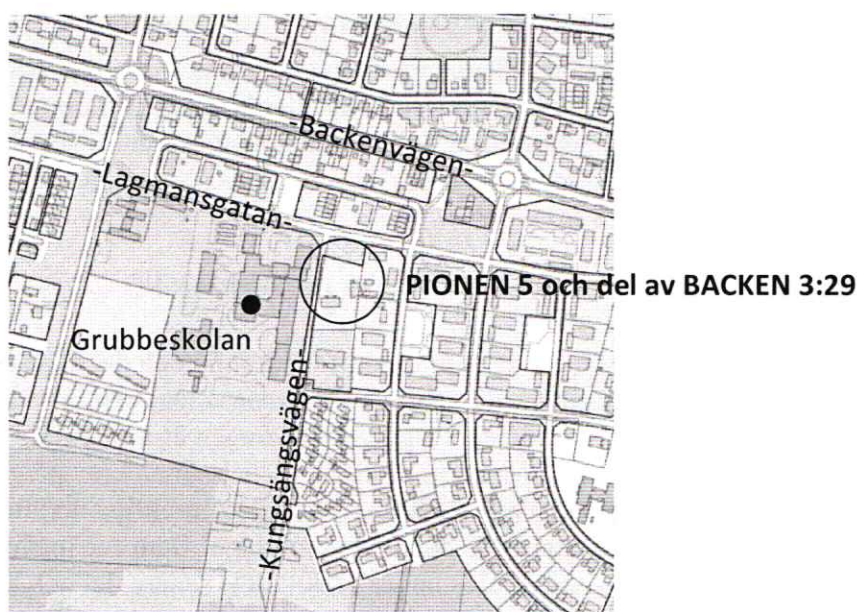 -Backenvägen-
-Lagmansgatan-
PIONEN 5 och del av BACKEN 3:29
Grubbeskolan
-Kungsängsvägen-